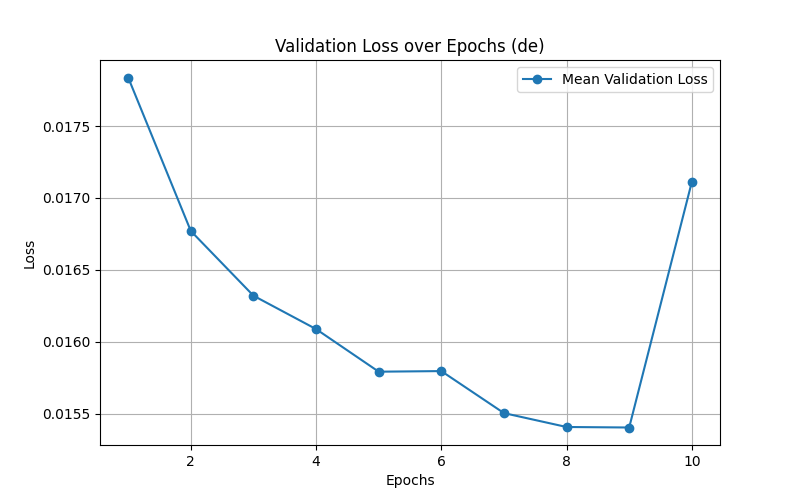 Validation Loss over Epochs (de)
Mean Validation Loss
0.0175
0.0170
0.0165
0.0160
0.0155
Loss
2 4 6 8 10
Epochs